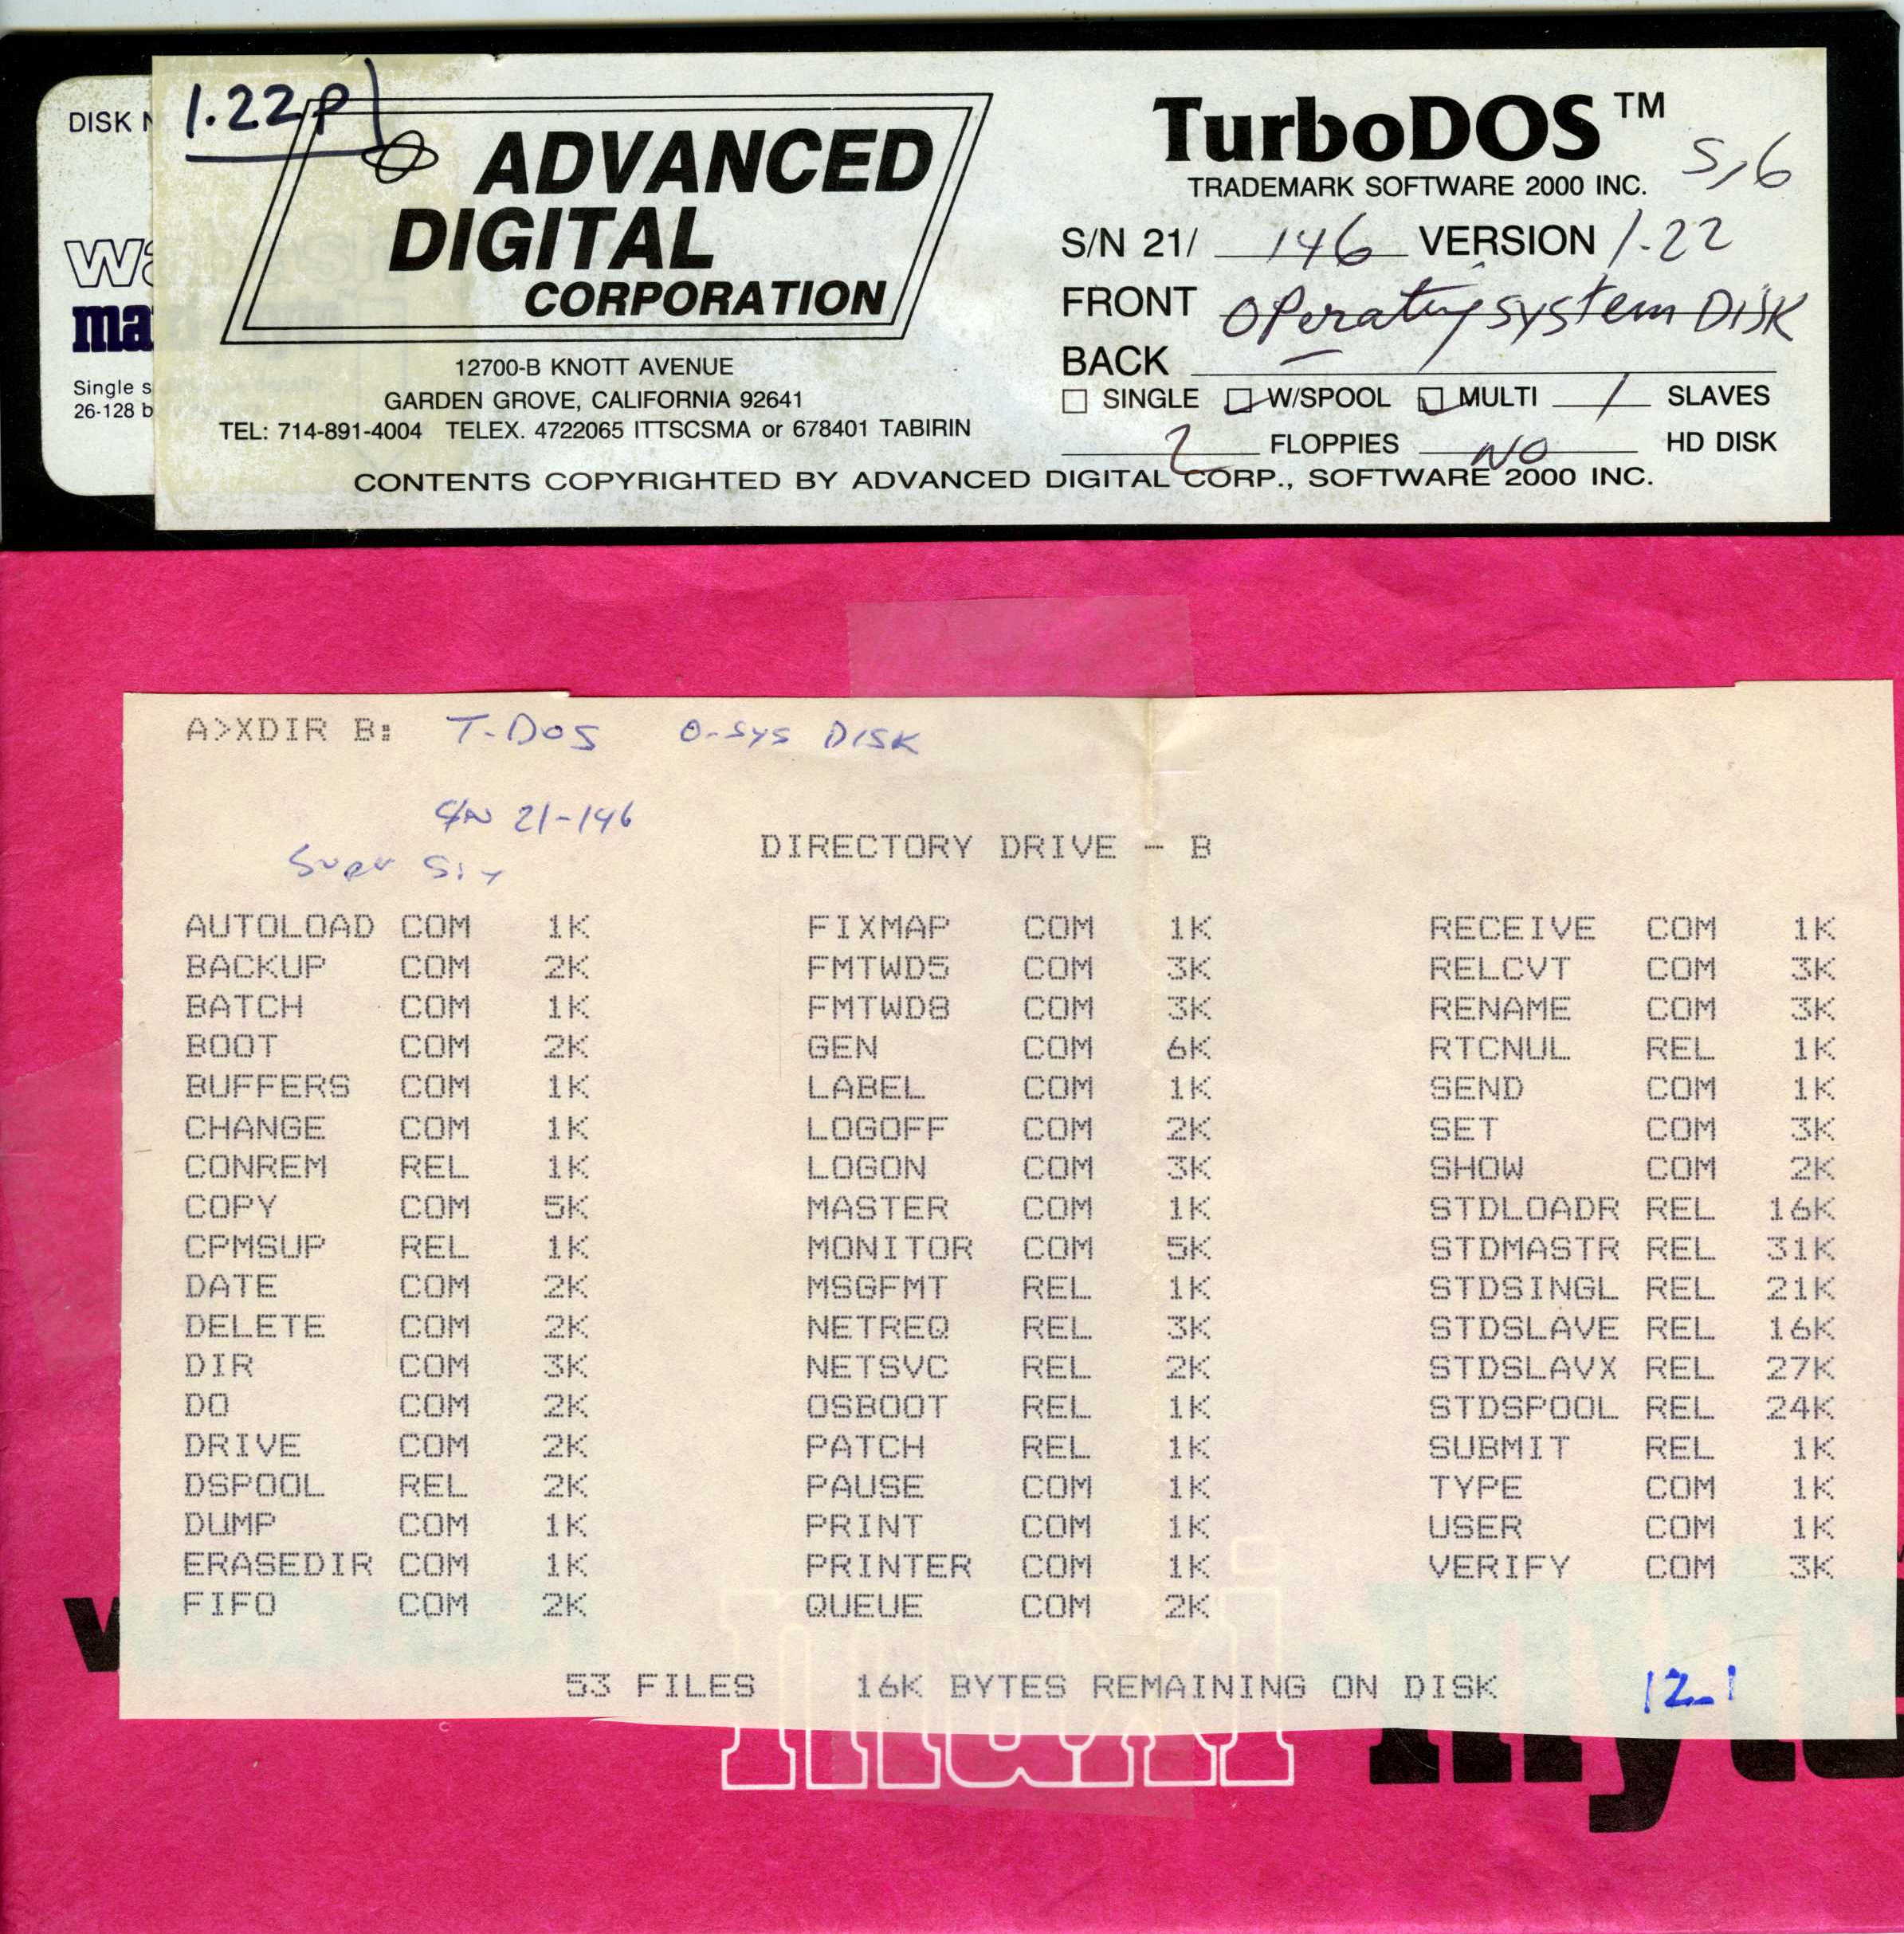 1.22P
DISK
ADVANCED
DIGITAL
CORPORATION
12700-B KNOTT AVENUE
GARDEN GROVE, CALIFORNIA 92641
TEL: 714-891-4004 TELEX. 4722065 ITTSCSMA or 678401 TABIRIN
Single s
26-128 b
TurboDOS™
TRADEMARK SOFTWARE 2000 INC. S/6
S/N 21/ 146 VERSION 1.22
FRONT Operating system DISK
BACK
☐ SINGLE ☐ W/SPOOL ☐ MULTI 1 SLAVES
2 FLOPPIES NO HD DISK
CONTENTS COPYRIGHTED BY ADVANCED DIGITAL CORP., SOFTWARE 2000 INC.
A>XDIR B: T-DOS O-SYS DISK
S/N 21-146
DIRECTORY DRIVE - B
Super Six
AUTOLOAD COM 1K FIXMAP COM 1K RECEIVE COM 1K
BACKUP COM 2K FMTWD5 COM 3K RELCVT COM 3K
BATCH COM 1K FMTWD8 COM 3K RENAME COM 3K
BOOT COM 2K GEN COM 6K RTCNUL REL 1K
BUFFERS COM 1K LABEL COM 1K SEND COM 1K
CHANGE COM 1K LOGOFF COM 2K SET COM 3K
CONREM REL 1K LOGON COM 3K SHOW COM 2K
COPY COM 5K MASTER COM 1K STDLOADR REL 16K
CPMSUP REL 1K MONITOR COM 5K STDMASTR REL 31K
DATE COM 2K MSGFMT REL 1K STDSINGL REL 21K
DELETE COM 2K NETREQ REL 3K STDSLAVE REL 16K
DIR COM 3K NETSVC REL 2K STDSLAVX REL 27K
DO COM 2K OSBOOT REL 1K STDSPOOL REL 24K
DRIVE COM 2K PATCH REL 1K SUBMIT REL 1K
DSPOOL REL 2K PAUSE COM 1K TYPE COM 1K
DUMP COM 1K PRINT COM 1K USER COM 1K
ERASEDIR COM 1K PRINTER COM 1K VERIFY COM 3K
FIFO COM 2K QUEUE COM 2K
53 FILES 16K BYTES REMAINING ON DISK 12-1
maxi